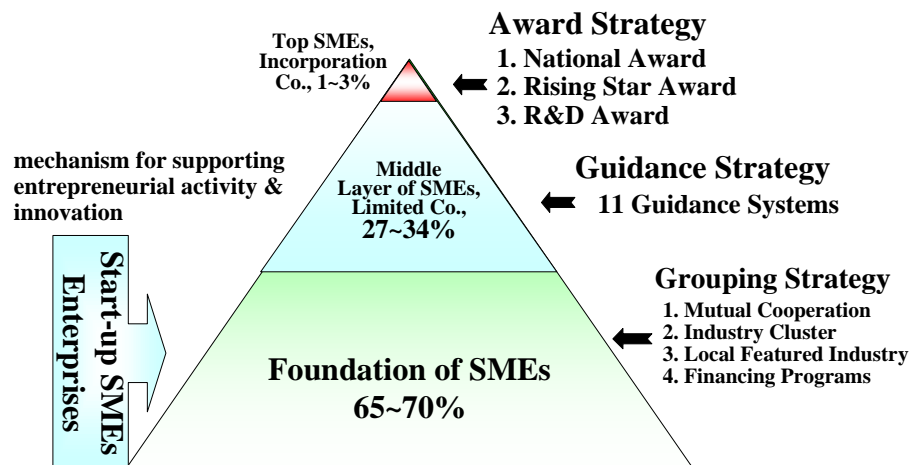 Top SMEs,
Incorporation
Co., 1~3%
Award Strategy
1. National Award
2. Rising Star Award
3. R&D Award
mechanism for supporting
entrepreneurial activity &
innovation
Middle
Layer of SMEs,
Limited Co.,
27~34%
Guidance Strategy
11 Guidance Systems
Start-up SMEs
Enterprises
Foundation of SMEs
65~70%
Grouping Strategy
1. Mutual Cooperation
2. Industry Cluster
3. Local Featured Industry
4. Financing Programs